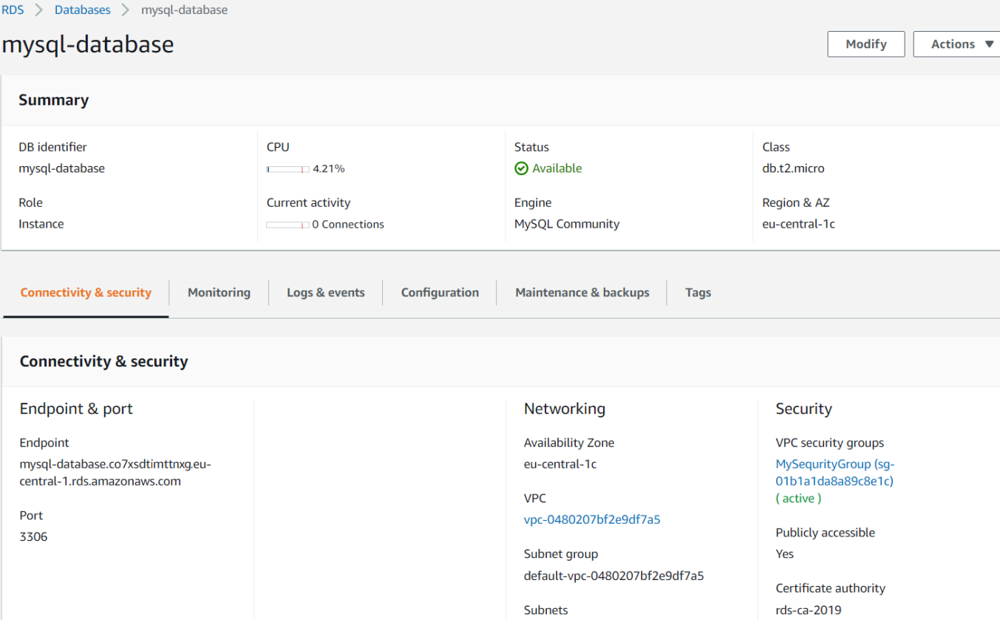 RDS > Databases > mysql-database
mysql-database
Modify
Actions
Summary
DB identifier
mysql-database
CPU
4.21%
Status
Available
Class
db.t2.micro
Role
Instance
Current activity
0 Connections
Engine
MySQL Community
Region & AZ
eu-central-1c
Connectivity & security
Monitoring
Logs & events
Configuration
Maintenance & backups
Tags
Connectivity & security
Endpoint & port
Endpoint
mysql-database.co7xsdtimttnxg.eu-
central-1.rds.amazonaws.com
Port
3306
Networking
Availability Zone
eu-central-1c
VPC
vpc-0480207bf2e9df7a5
Subnet group
default-vpc-0480207bf2e9df7a5
Subnets
Security
VPC security groups
MySequrityGroup (sg-
01b1a1da8a89c8e1c)
( active )
Publicly accessible
Yes
Certificate authority
rds-ca-2019